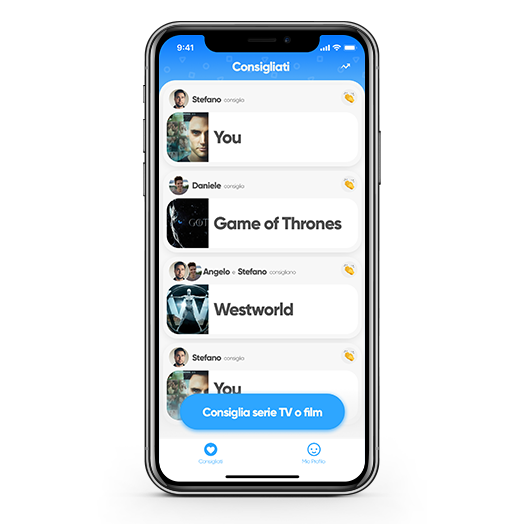 9:41
Consigliati
Stefano consiglia
You
Daniele consiglia
GOT
Game of Thrones
Angelo e Stefano consigliano
Westworld
Stefano consiglia
You
Consiglia serie TV o film
Consigliati
Mio Profilo